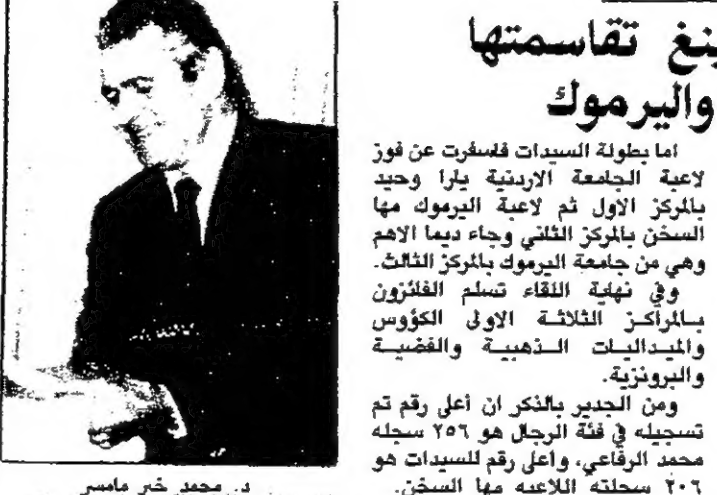 ينغ تقاسمتها
واليرموك
اما بطولة السيدات فاسفرت عن فوز
لاعبة الجامعة الاردنية يارا وحيد
بالمركز الاول ثم لاعبة اليرموك مها
السخن بالمركز الثاني وجاء ديما الاهم
وهي من جامعة اليرموك بالمركز الثالث.
وفي نهاية اللقاء تسلم الفائزون
بالمراكز الثلاثة الاولى الكؤوس
والميداليات الذهبية والفضية
والبرونزية.
ومن الجدير بالذكر ان أعلى رقم تم
تسجيله في فئة الرجال هو ٢٥٦ سجله
محمد الرفاعي، واعلى رقم للسيدات هو
٢٠٦ سجلته اللاعبه مها السخن.
د. محمد خير مامسر